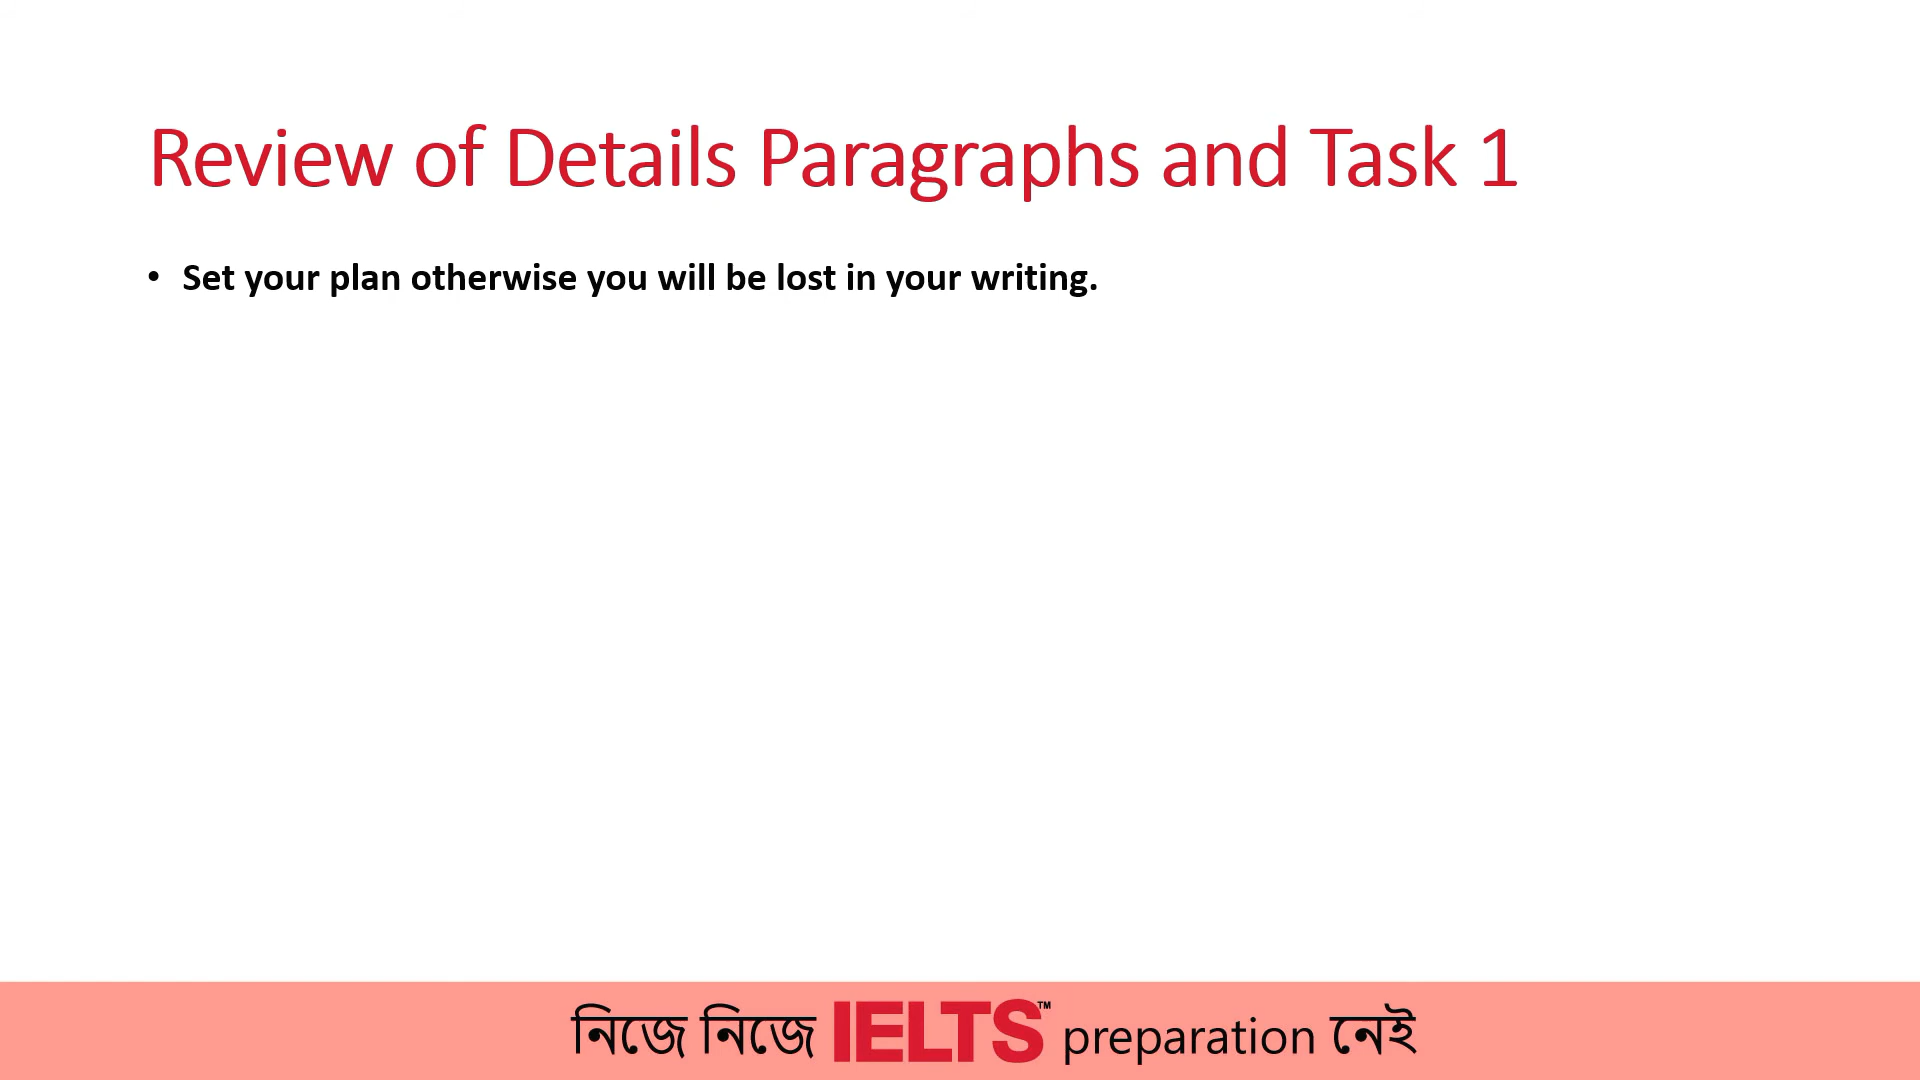 Review of Details Paragraphs and Task 1
• Set your plan otherwise you will be lost in your writing.
নিজে নিজে IELTS™ preparation নেই